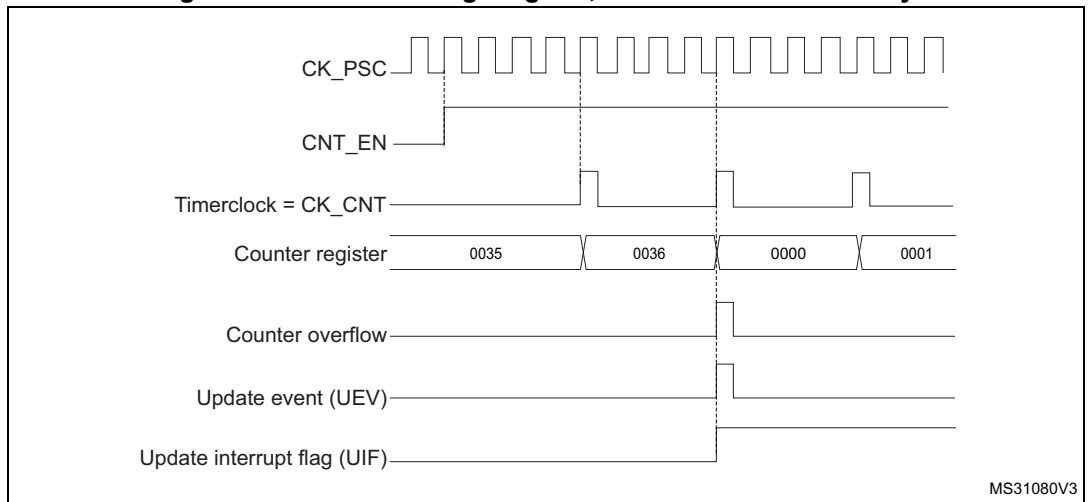 CK_PSC
CNT_EN
Timerclock = CK_CNT
Counter register
0035
0036
0000
0001
Counter overflow
Update event (UEV)
Update interrupt flag (UIF)
MS31080V3